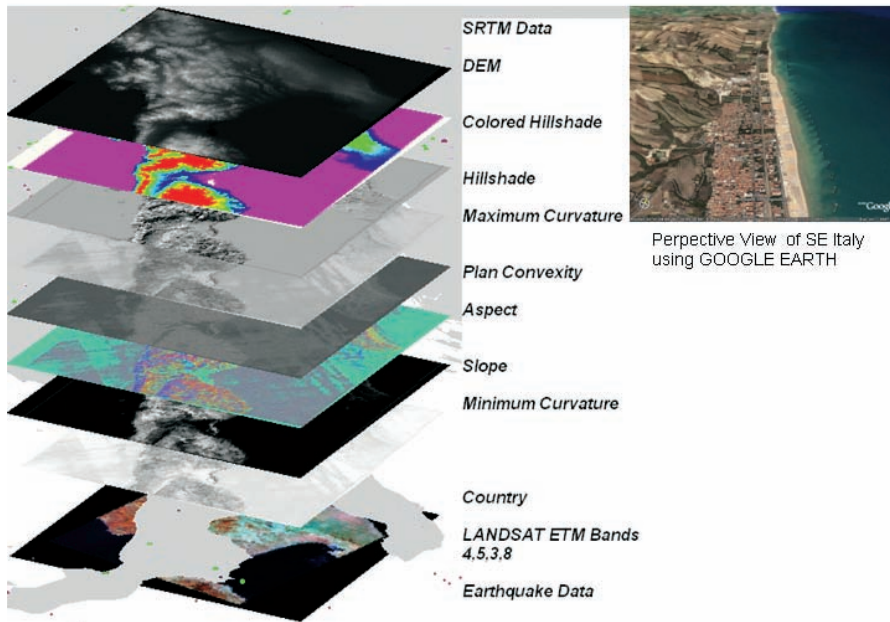 SRTM Data
DEM
Colored Hillshade
Hillshade
Maximum Curvature
Plan Convexity
Aspect
Slope
Minimum Curvature
Country
LANDSAT ETM Bands
4,5,3,8
Earthquake Data
Google
Perpective View of SE Italy
using GOOGLE EARTH